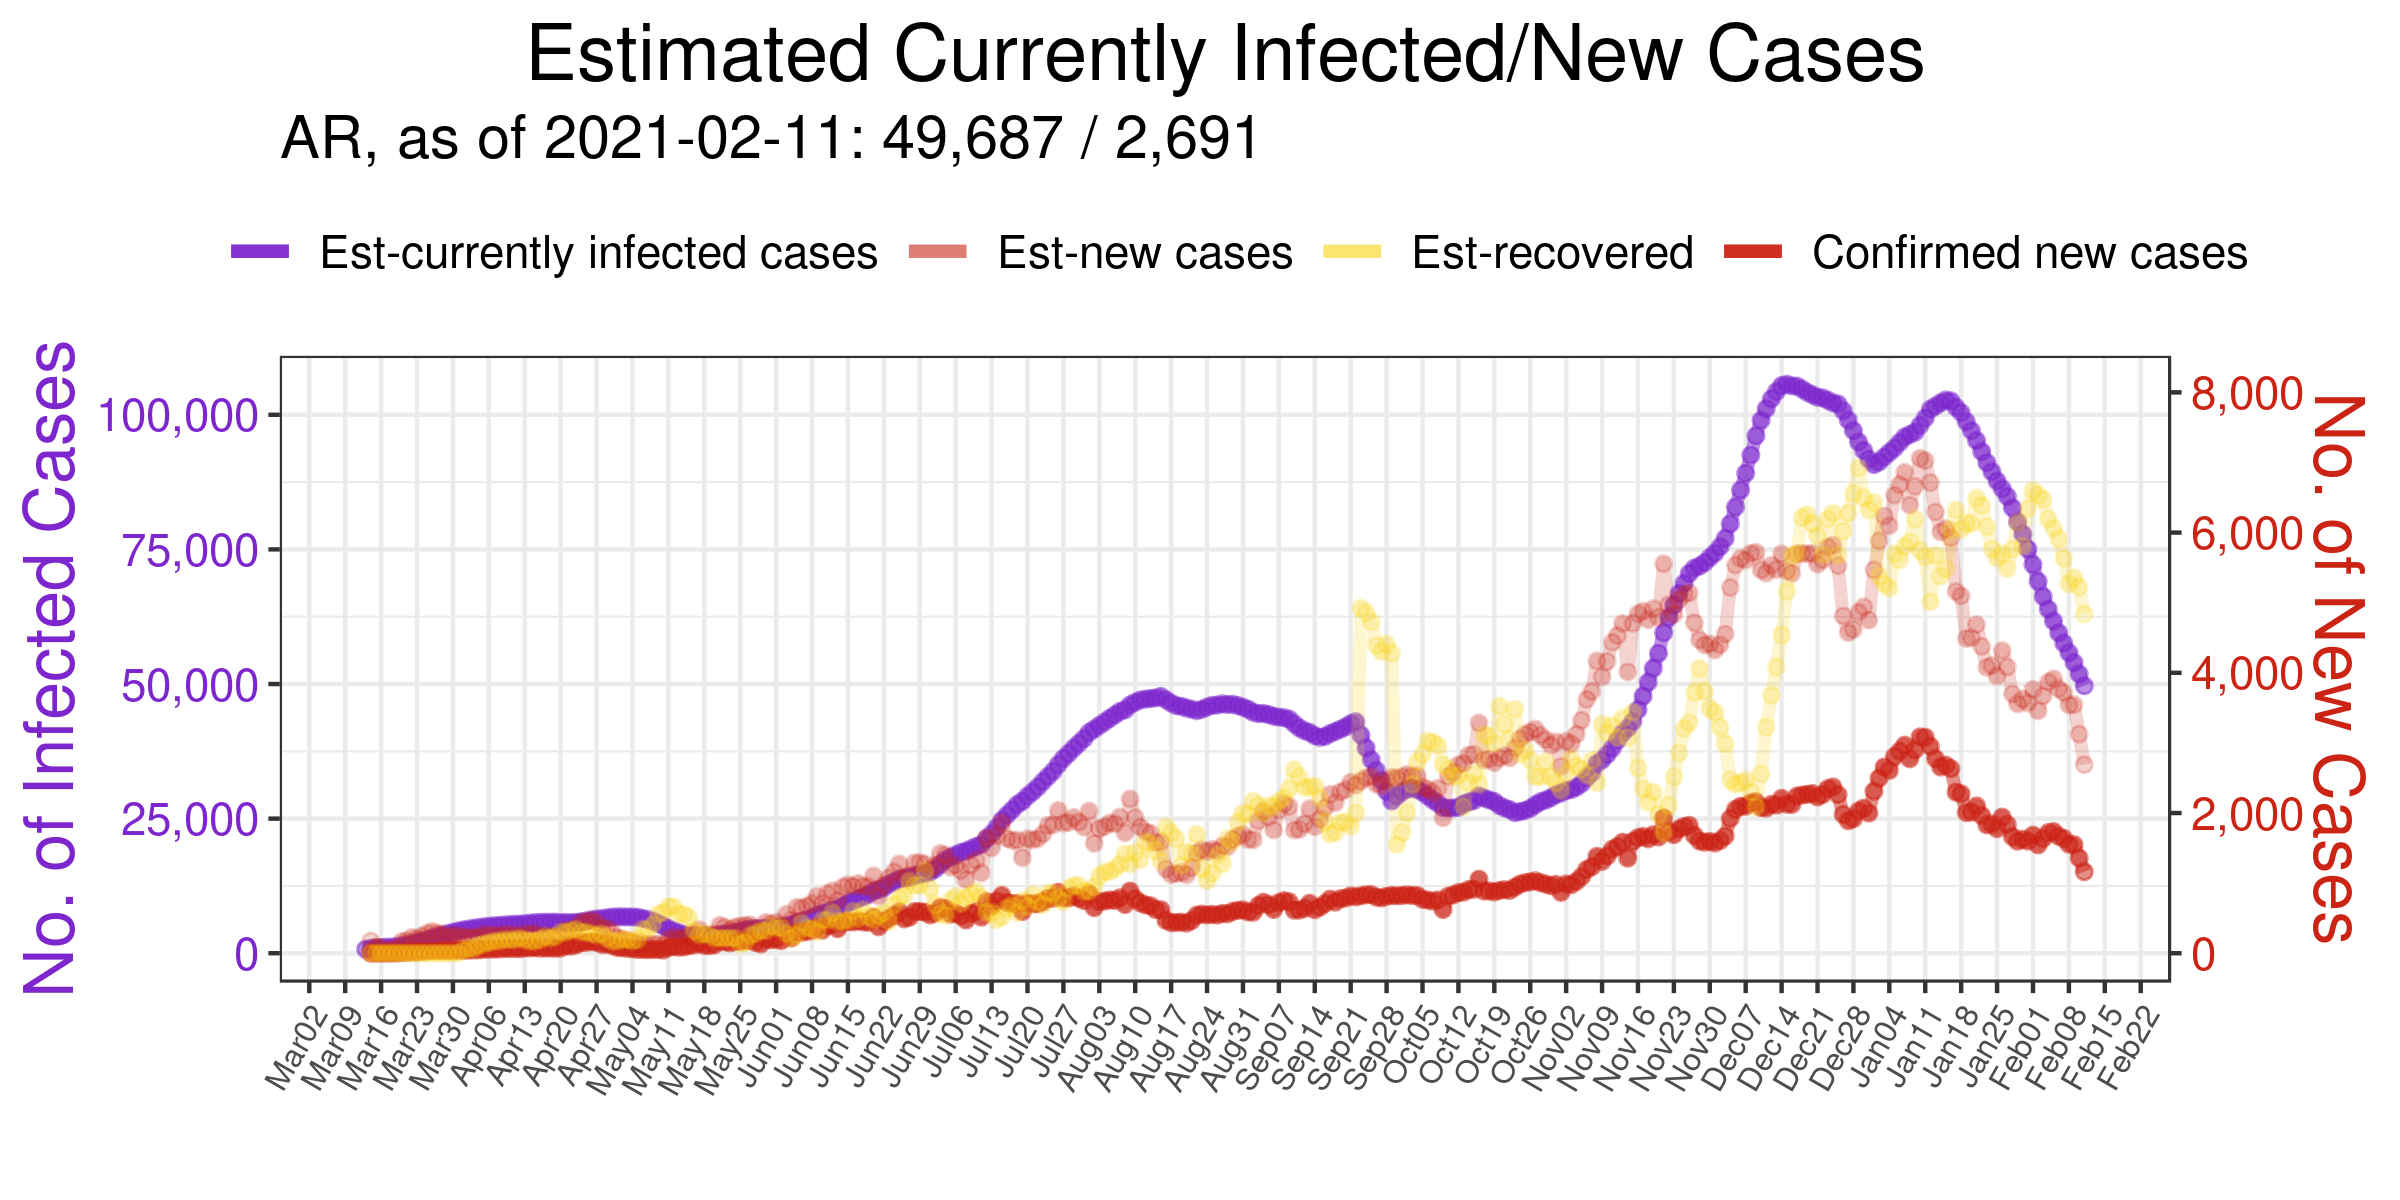 Estimated Currently Infected/New Cases
AR, as of 2021-02-11: 49,687 / 2,691
Est-currently infected cases Est-new cases Est-recovered Confirmed new cases
No. of Infected Cases
100,000
75,000
50,000
25,000
0
8,000
6,000
4,000
2,000
0
No. of New Cases
Mar02 Mar09 Mar16 Mar23 Mar30 Apr06 Apr13 Apr20 Apr27 May04 May11 May18 May25 Jun01 Jun08 Jun15 Jun22 Jun29 Jul06 Jul13 Jul20 Jul27 Aug03 Aug10 Aug17 Aug24 Aug31 Sep07 Sep14 Sep21 Sep28 Oct05 Oct12 Oct19 Oct26 Nov02 Nov09 Nov16 Nov23 Nov30 Dec07 Dec14 Dec21 Dec28 Jan04 Jan11 Jan18 Jan25 Feb01 Feb08 Feb15 Feb22